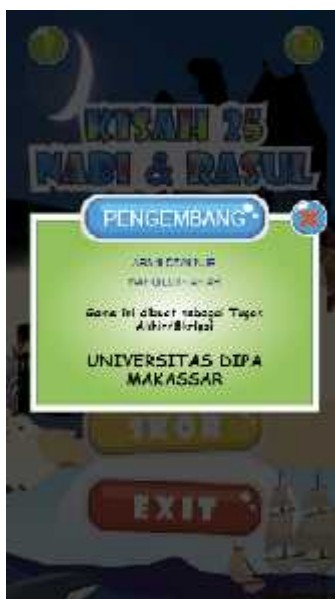 KISAH 25
NABI & RASUL
PENGEMBANG
Game ini dibuat sebagai Tugas
Akhir/Skripsi
UNIVERSITAS DIPA
MAKASSAR
SKOR
EXIT